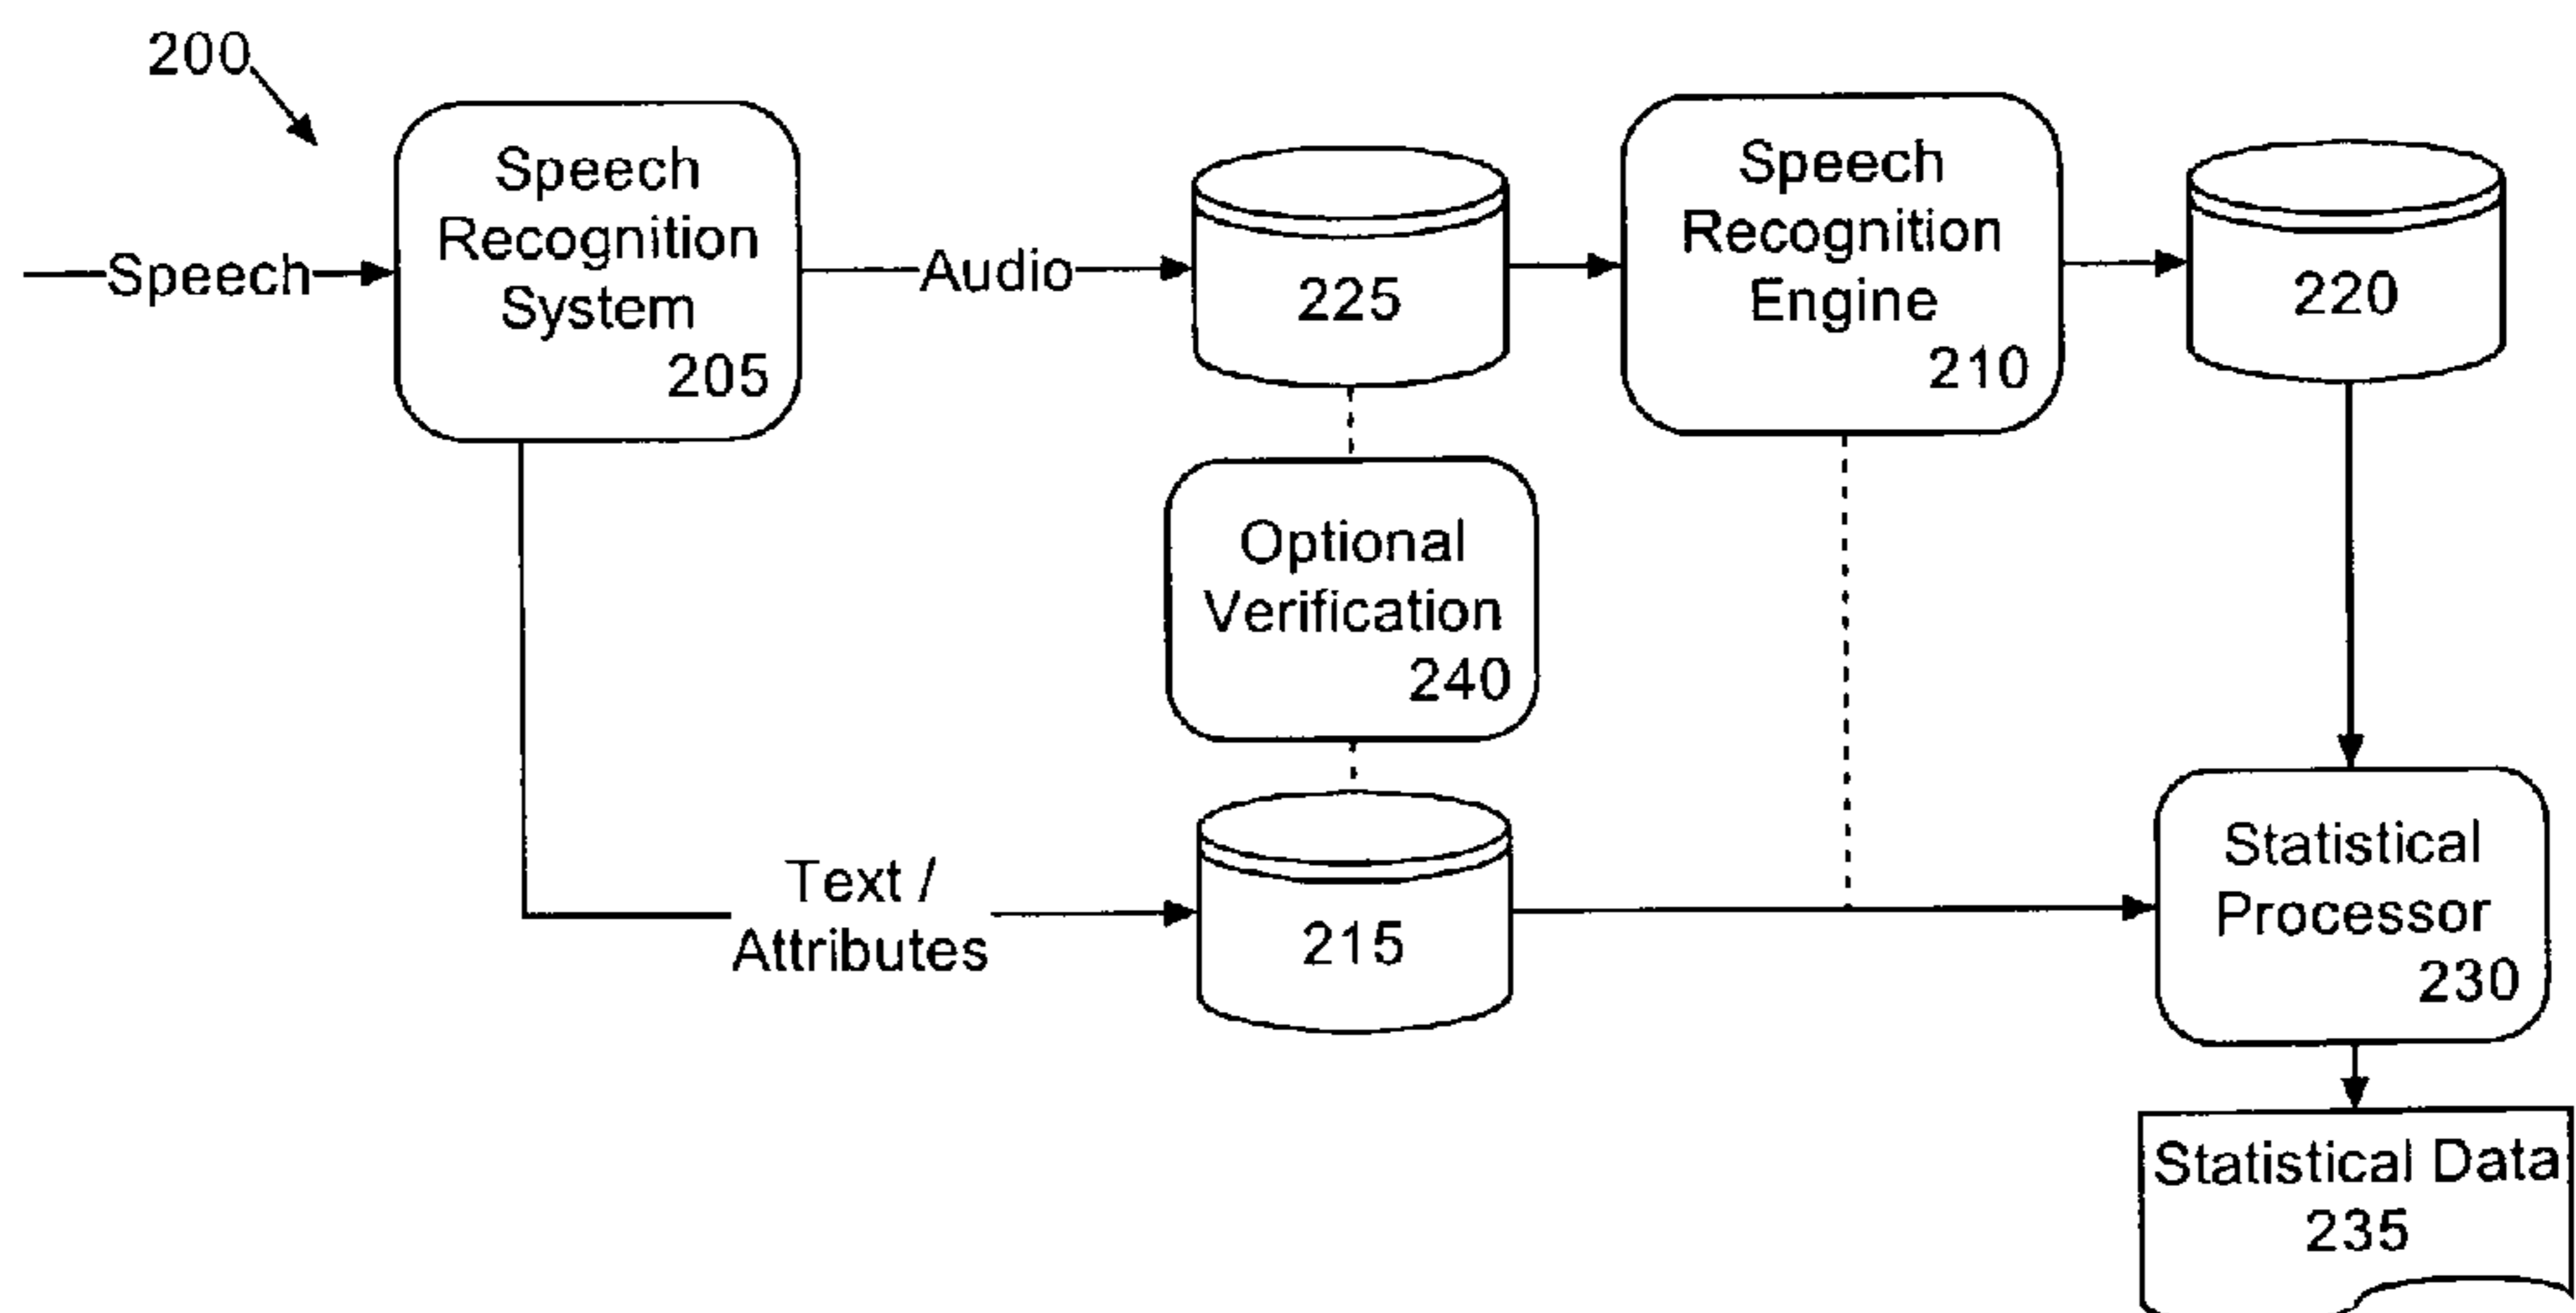 200
Speech
Speech
Recognition
System
205
Audio
225
Speech
Recognition
Engine
210
220
Optional
Verification
240
Text /
Attributes
215
Statistical
Processor
230
Statistical Data
235